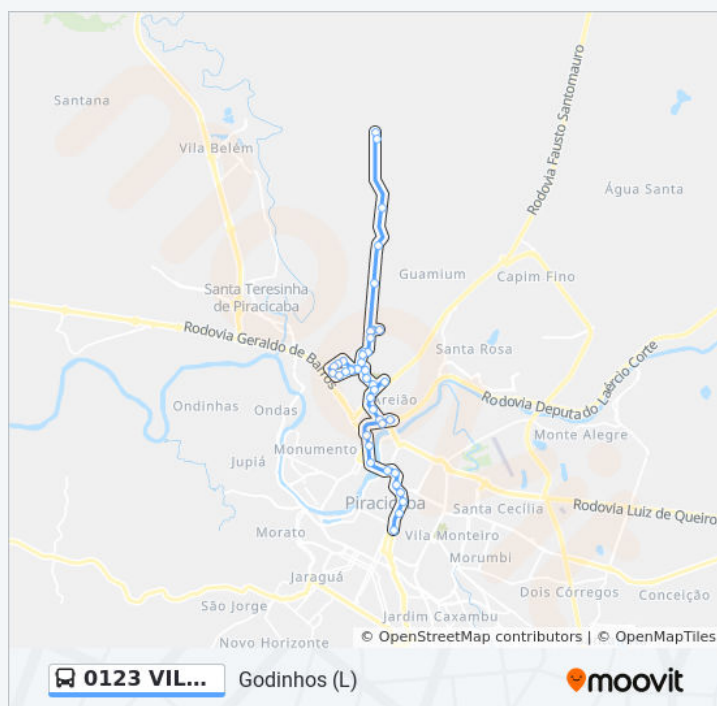 Santana
Vila Belém
Rodovia Fausto Santomauro
Água Santa
Guamium
Capim Fino
Santa Teresinha
de Piracicaba
Rodovia Geraldo de Barros
Santa Rosa
Rodovia Deputado Laércio Corte
Ondinhas
Ondas
Areião
Monte Alegre
Monumento
Jupiá
Piracicaba
Santa Cecília
Rodovia Luiz de Queiro
Morato
Vila Monteiro
Morumbi
Jaraguá
Dois Córregos
Conceição
São Jorge
Jardim Caxambu
Novo Horizonte
© OpenStreetMap contributors | © OpenMapTiles
0123 VIL...
Godinhos (L)
moovit